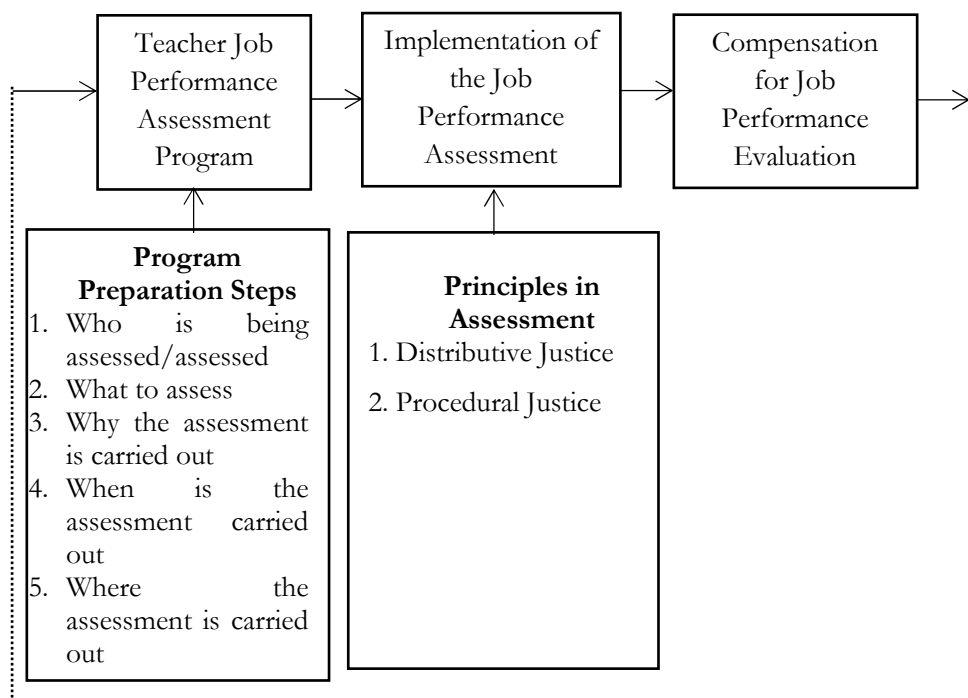 Teacher Job
Performance
Assessment
Program
Implementation of
the Job
Performance
Assessment
Compensation
for Job
Performance
Evaluation
Program
Preparation Steps
1. Who is being
assessed/assessed
2. What to assess
3. Why the assessment
is carried out
4. When is the
assessment carried
out
5. Where the
assessment is carried
out
Principles in
Assessment
1. Distributive Justice
2. Procedural Justice